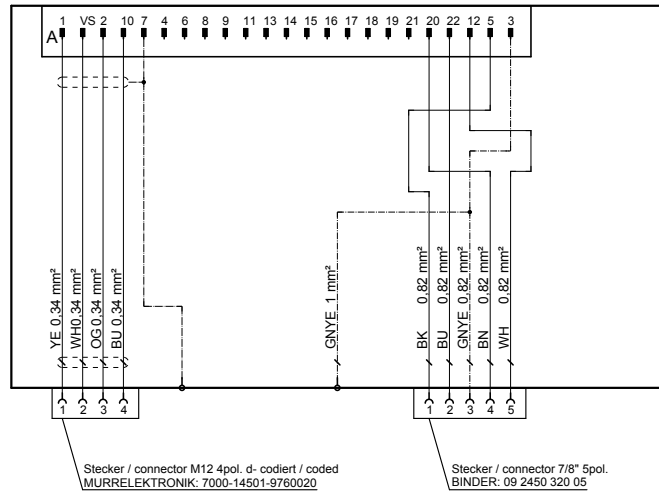 1 VS 2 10 7 4 6 8 9 11 13 14 15 16 17 18 19 21 20 22 12 5 3
A
YE 0,34 mm²
WH 0,34 mm²
OG 0,34 mm²
BU 0,34 mm²
GNYE 1 mm²
BK 0,82 mm²
BU 0,82 mm²
GNYE 0,82 mm²
BN 0,82 mm²
WH 0,82 mm²
1 2 3 4
1 2 3 4 5
Stecker / connector M12 4pol. d- codiert / coded
MURRELEKTRONIK: 7000-14501-9760020
Stecker / connector 7/8" 5pol.
BINDER: 09 2450 320 05